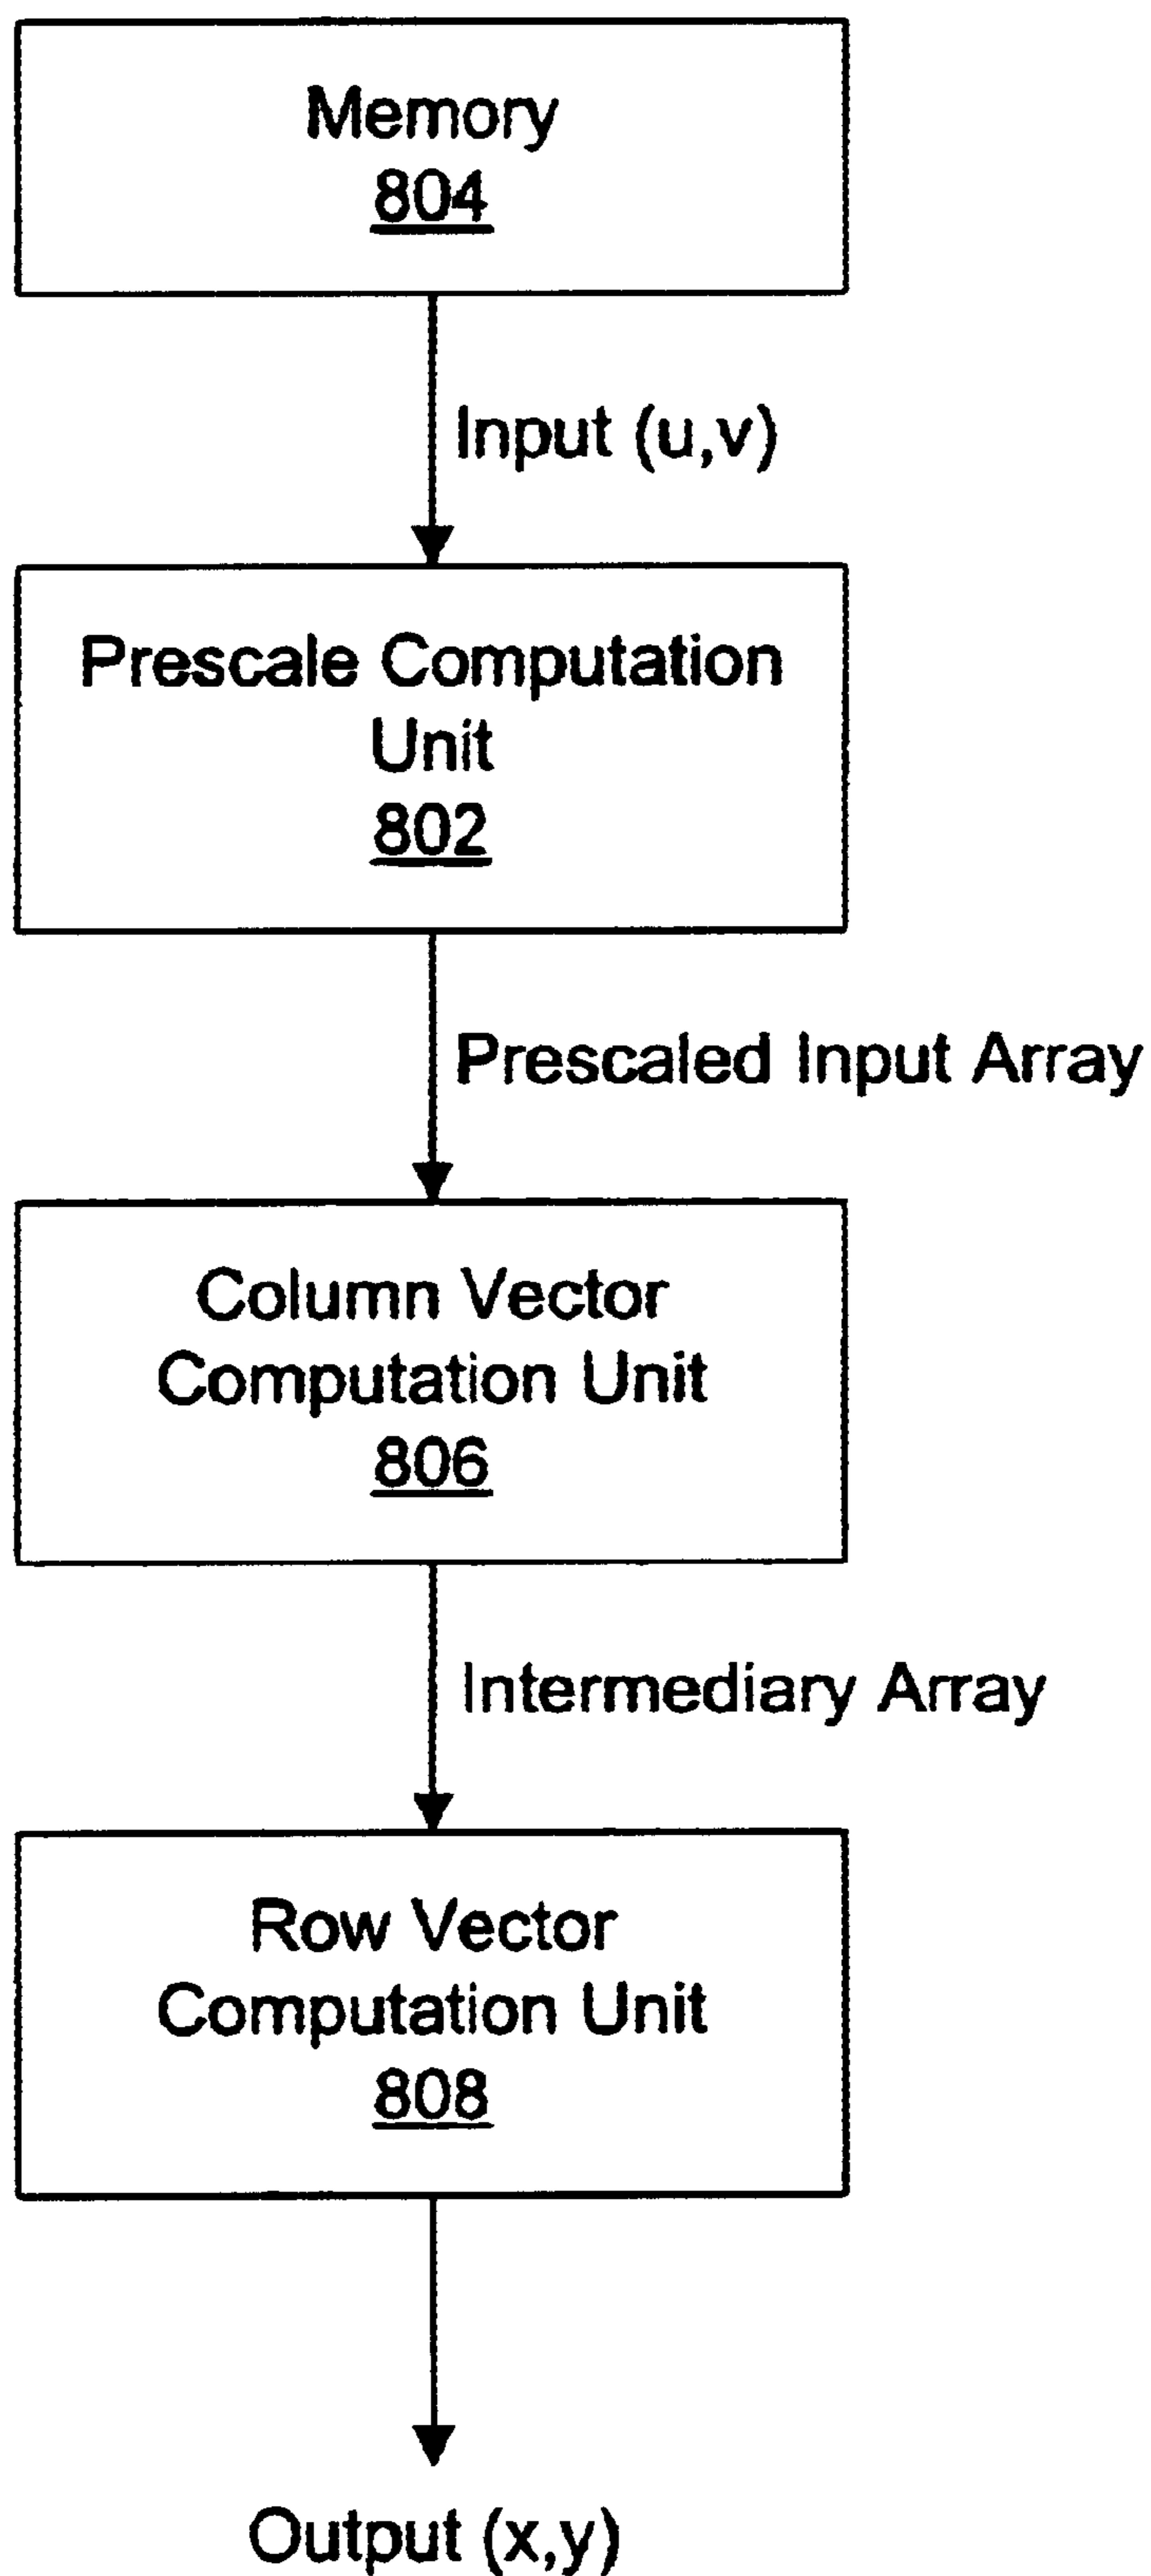 Memory
804
Input (u,v)
Prescale Computation
Unit
802
Prescaled Input Array
Column Vector
Computation Unit
806
Intermediary Array
Row Vector
Computation Unit
808
Output (x,y)